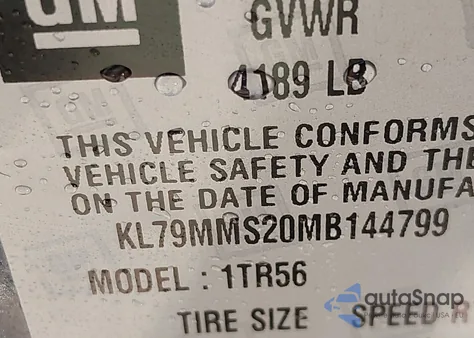 GM
GVWR
4189 LB
THIS VEHICLE CONFORMS
VEHICLE SAFETY AND
ON THE DATE OF MANUFA
KL79MMS20MB144799
MODEL : 1TR56
TIRE SIZE SPEED R
autoSnap